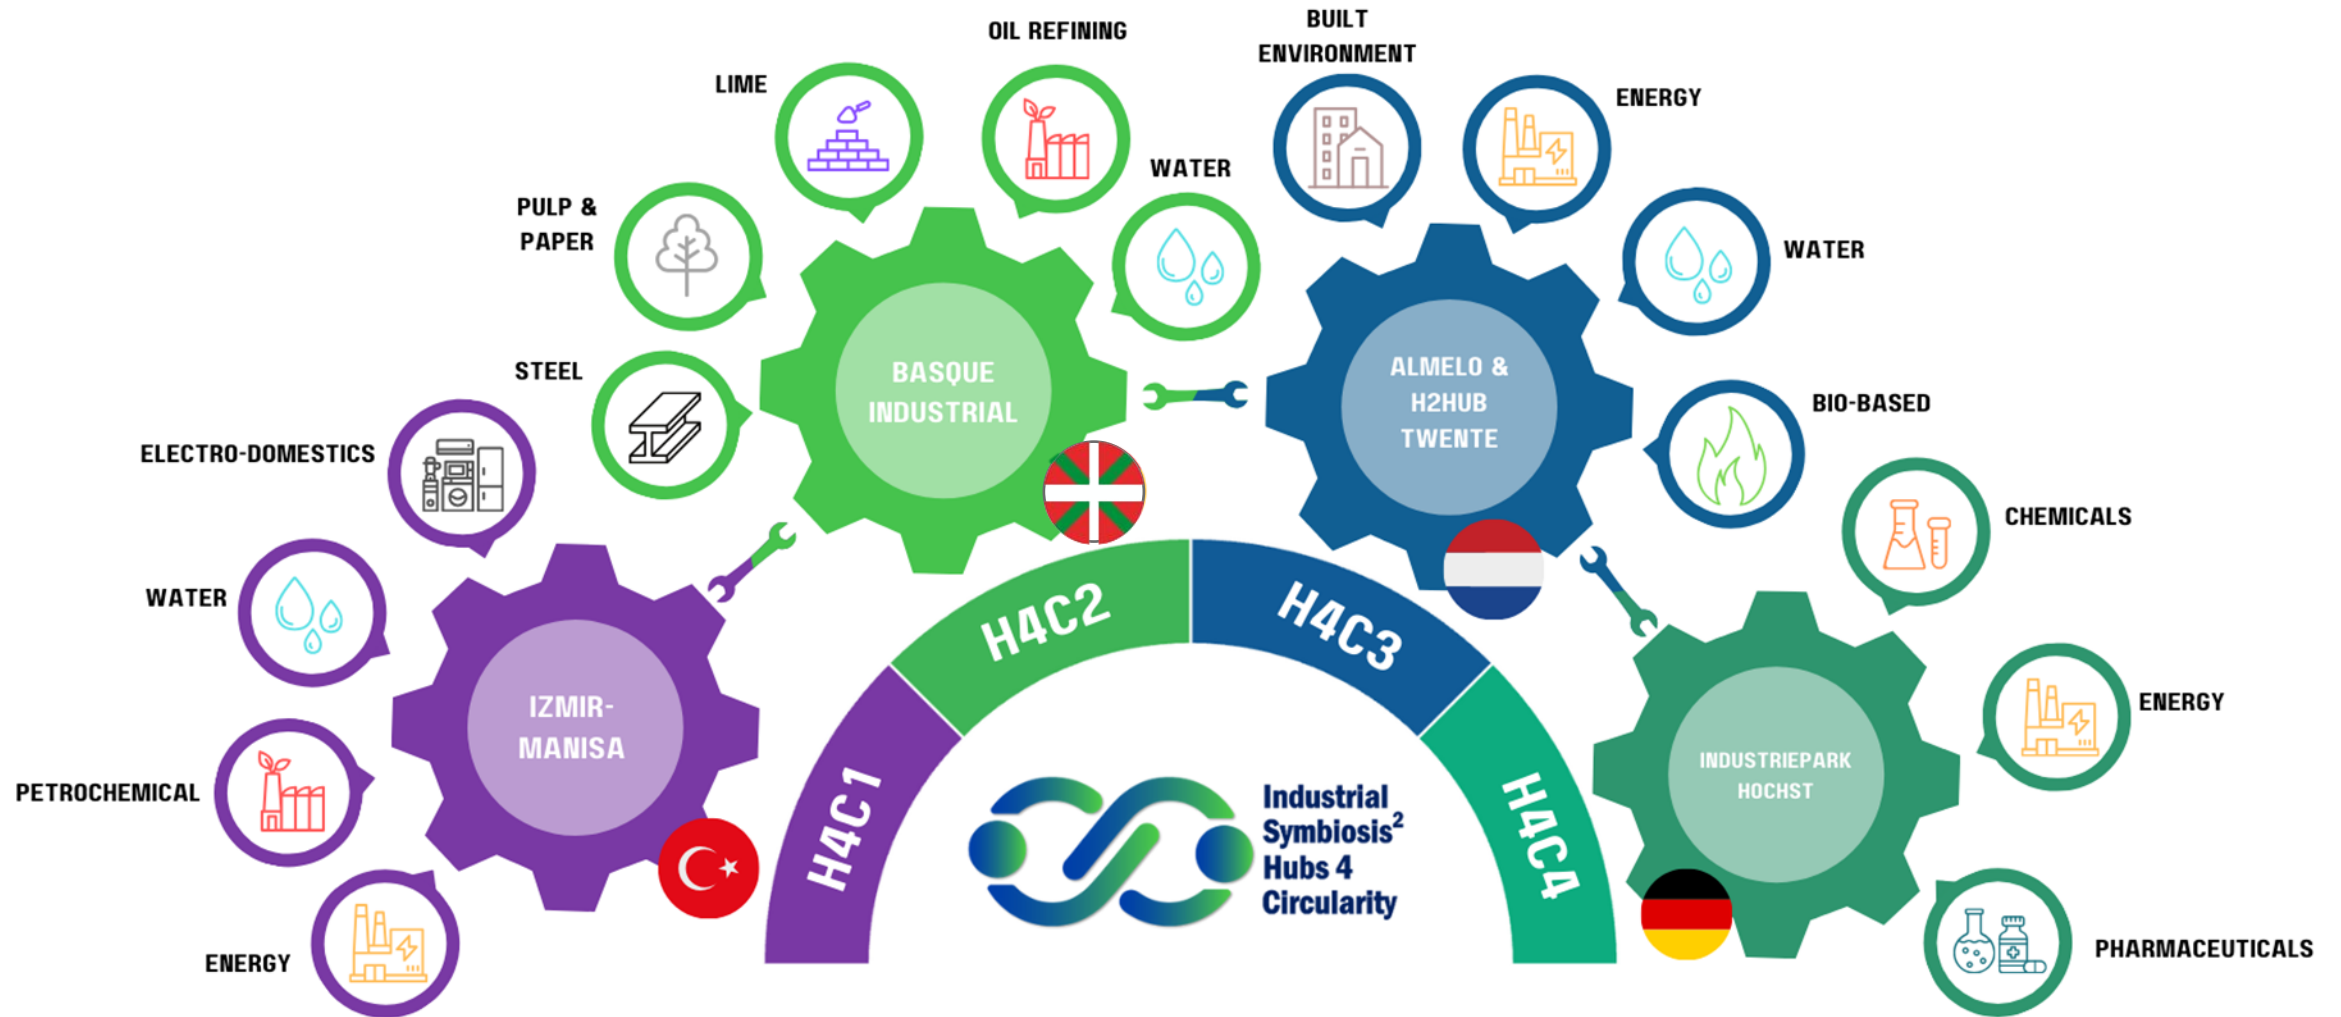 OIL REFINING
BUILT
ENVIRONMENT
LIME
ENERGY
WATER
PULP &
PAPER
WATER
STEEL
BASQUE
INDUSTRIAL
ALMELO &
H2HUB
TWENTE
BIO-BASED
ELECTRO-DOMESTICS
CHEMICALS
WATER
H4C2
H4C3
IZMIR-
MANISA
ENERGY
INDUSTRIEPARK
HOCHST
PETROCHEMICAL
H4C1
H4C4
Industrial
Symbiosis²
Hubs 4
Circularity
ENERGY
PHARMACEUTICALS